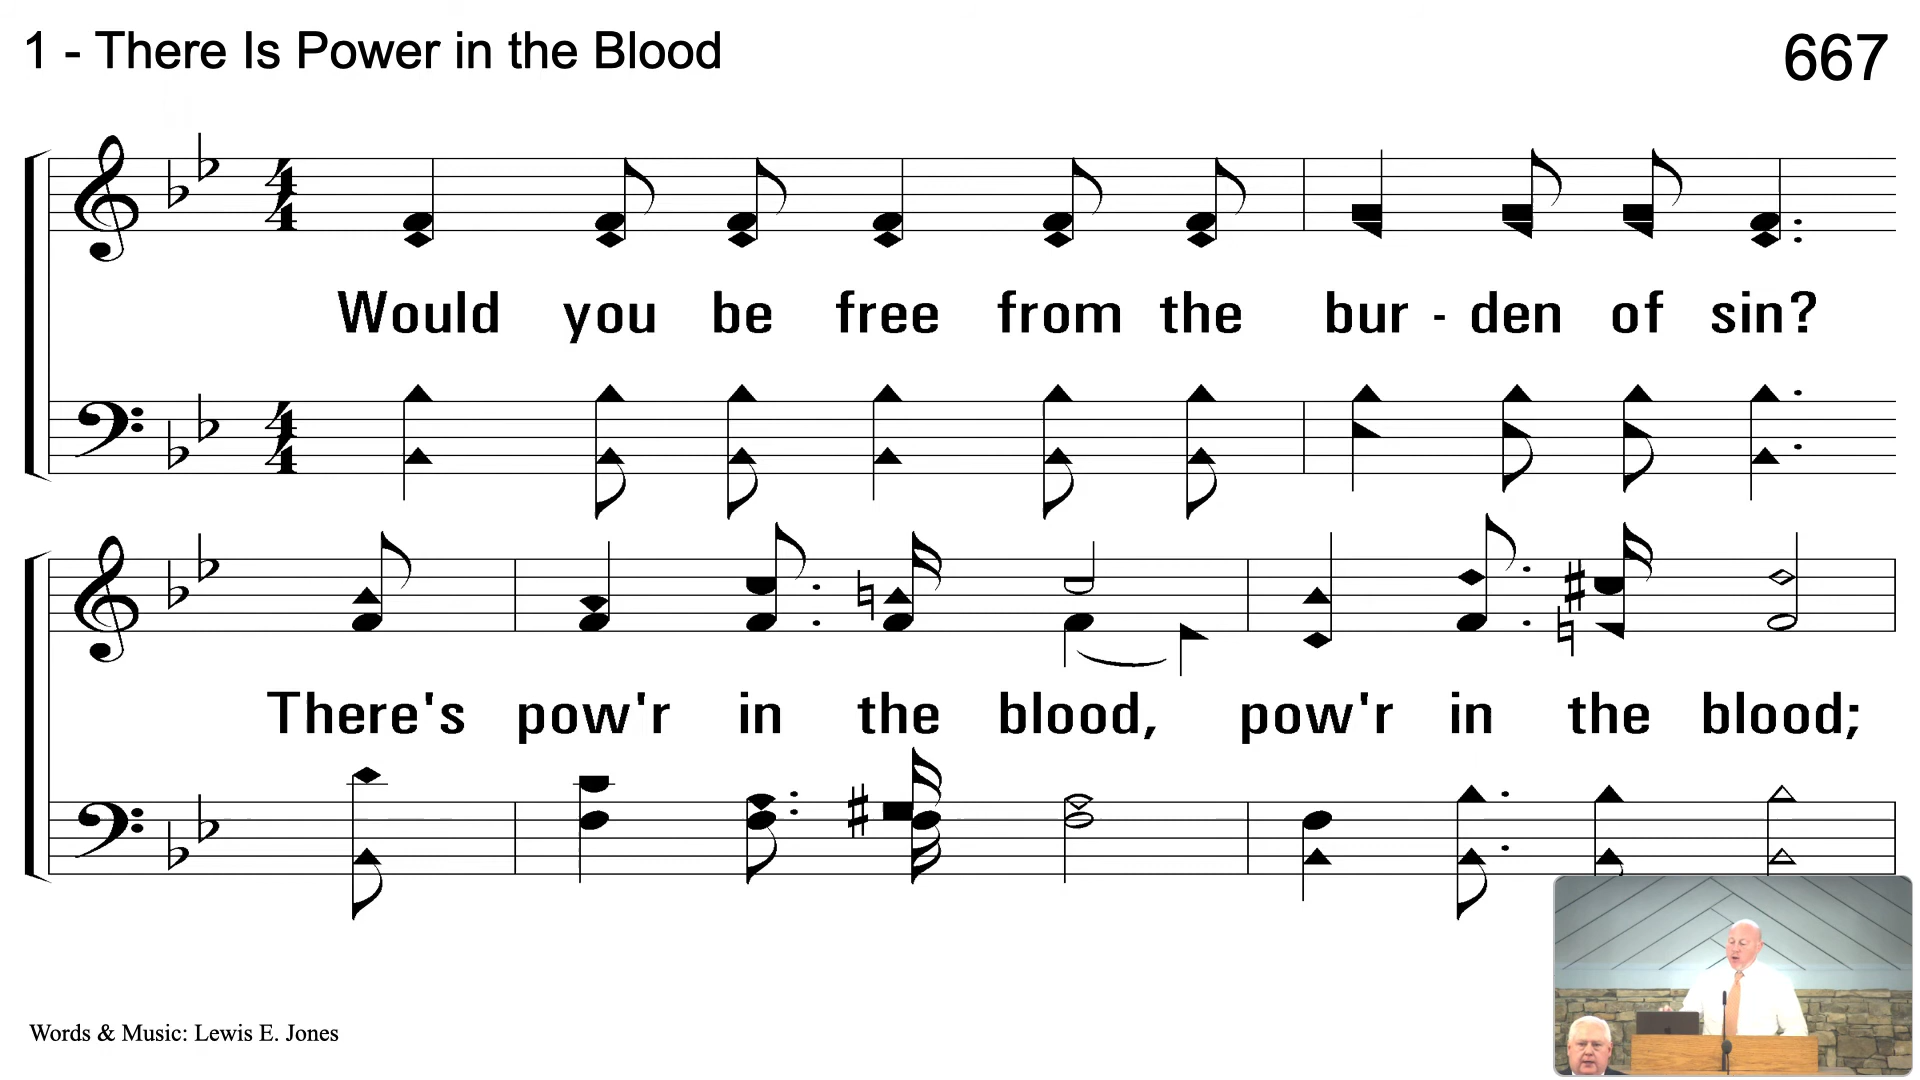 1 - There Is Power in the Blood
667
Would you be free from the bur - den of sin?
There's pow'r in the blood, pow'r in the blood;
Words & Music: Lewis E. Jones